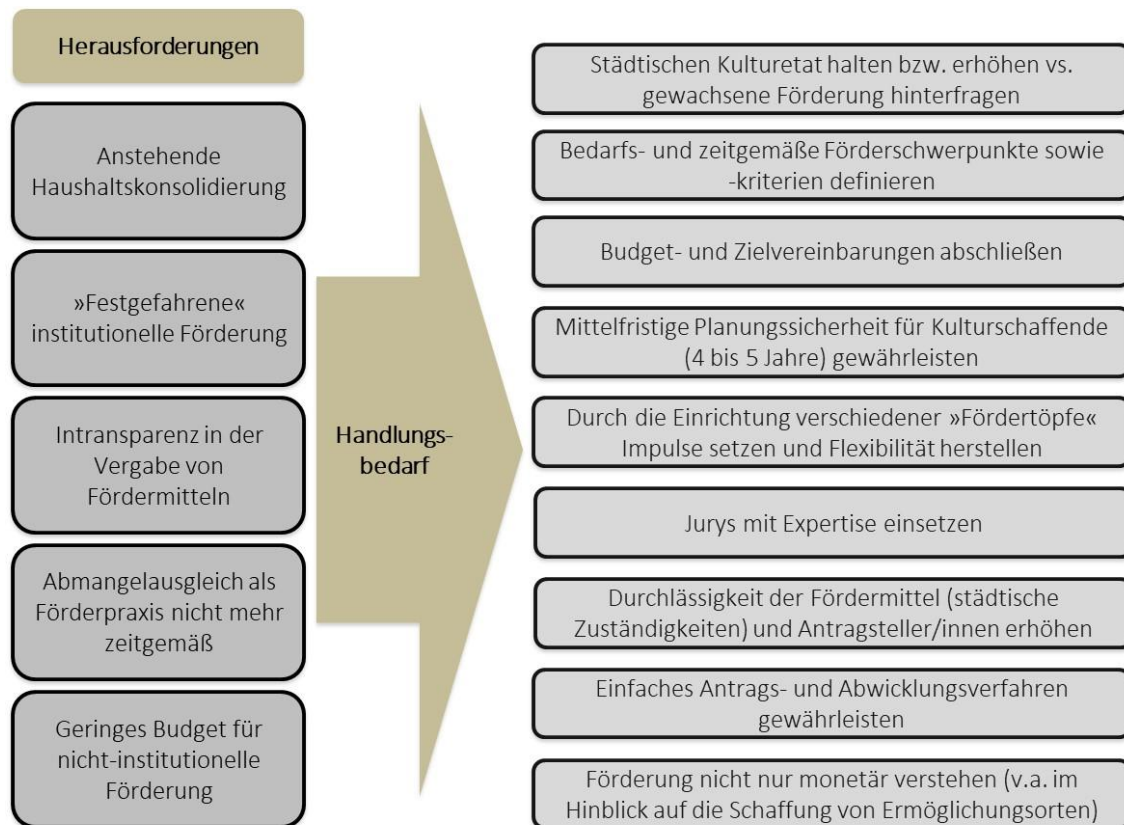 Herausforderungen
Anstehende
Haushaltskonsolidierung
»Festgefahrene«
institutionelle Förderung
Intransparenz in der
Vergabe von
Fördermitteln
Abmangelausgleich als
Förderpraxis nicht mehr
zeitgemäß
Geringes Budget für
nicht-institutionelle
Förderung
Handlungs-
bedarf
Städtischen Kulturetat halten bzw. erhöhen vs.
gewachsene Förderung hinterfragen
Bedarfs- und zeitgemäße Förderschwerpunkte sowie
-kriterien definieren
Budget- und Zielvereinbarungen abschließen
Mittelfristige Planungssicherheit für Kulturschaffende
(4 bis 5 Jahre) gewährleisten
Durch die Einrichtung verschiedener »Fördertöpfe«
Impulse setzen und Flexibilität herstellen
Jurys mit Expertise einsetzen
Durchlässigkeit der Fördermittel (städtische
Zuständigkeiten) und Antragsteller/innen erhöhen
Einfaches Antrags- und Abwicklungsverfahren
gewährleisten
Förderung nicht nur monetär verstehen (v.a. im
Hinblick auf die Schaffung von Ermöglichungsorten)